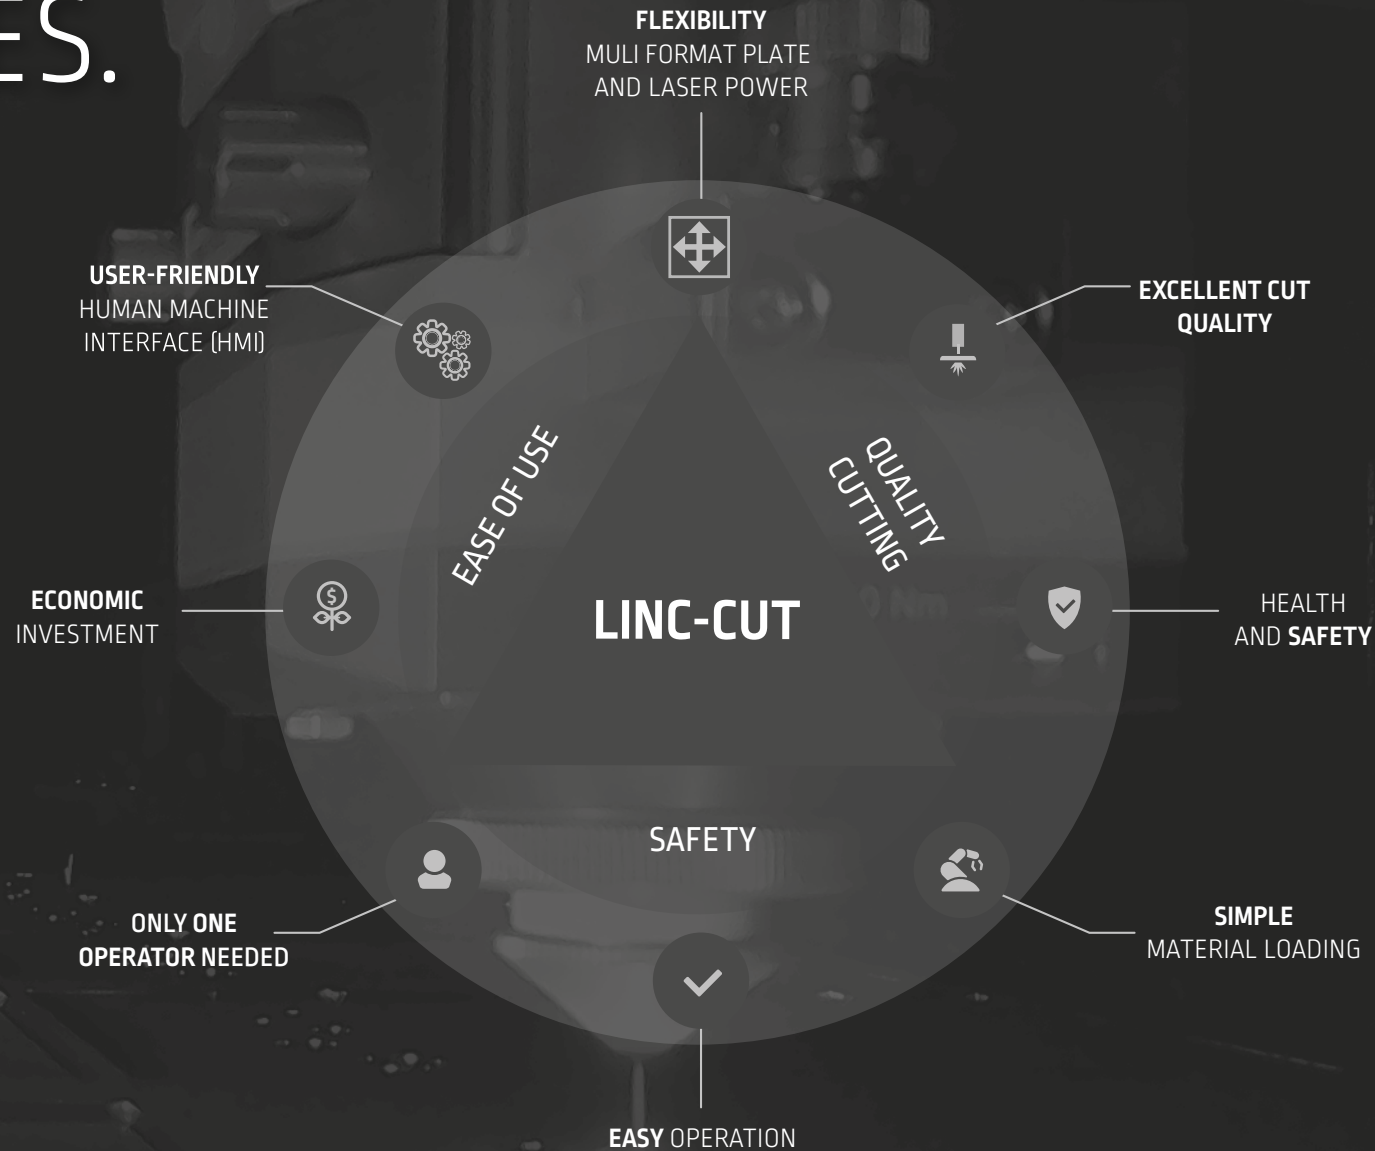 ES.
FLEXIBILITY
MULI FORMAT PLATE
AND LASER POWER
USER-FRIENDLY
HUMAN MACHINE
INTERFACE (HMI)
EXCELLENT CUT
QUALITY
EASE OF USE
QUALITY
CUTTING
ECONOMIC
INVESTMENT
$
LINC-CUT
HEALTH
AND SAFETY
SAFETY
ONLY ONE
OPERATOR NEEDED
SIMPLE
MATERIAL LOADING
EASY OPERATION